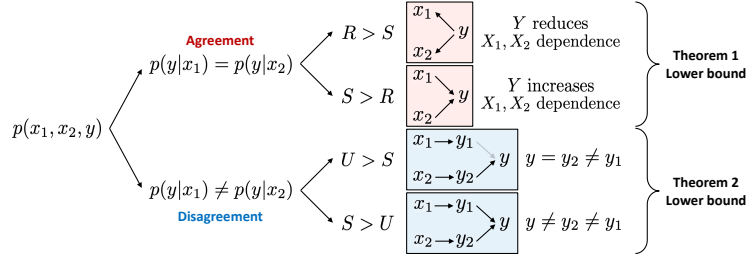 Agreement
p(y|x₁) = p(y|x₂)
R > S
x₁
x₂
y
Y reduces
X₁, X₂ dependence
S > R
x₁
x₂
y
Y increases
X₁, X₂ dependence
Theorem 1
Lower bound
p(x₁, x₂, y)
p(y|x₁) ≠ p(y|x₂)
Disagreement
U > S
x₁ → y₁
x₂ → y₂
y
y = y₂ ≠ y₁
S > U
x₁ → y₁
x₂ → y₂
y
y ≠ y₂ ≠ y₁
Theorem 2
Lower bound